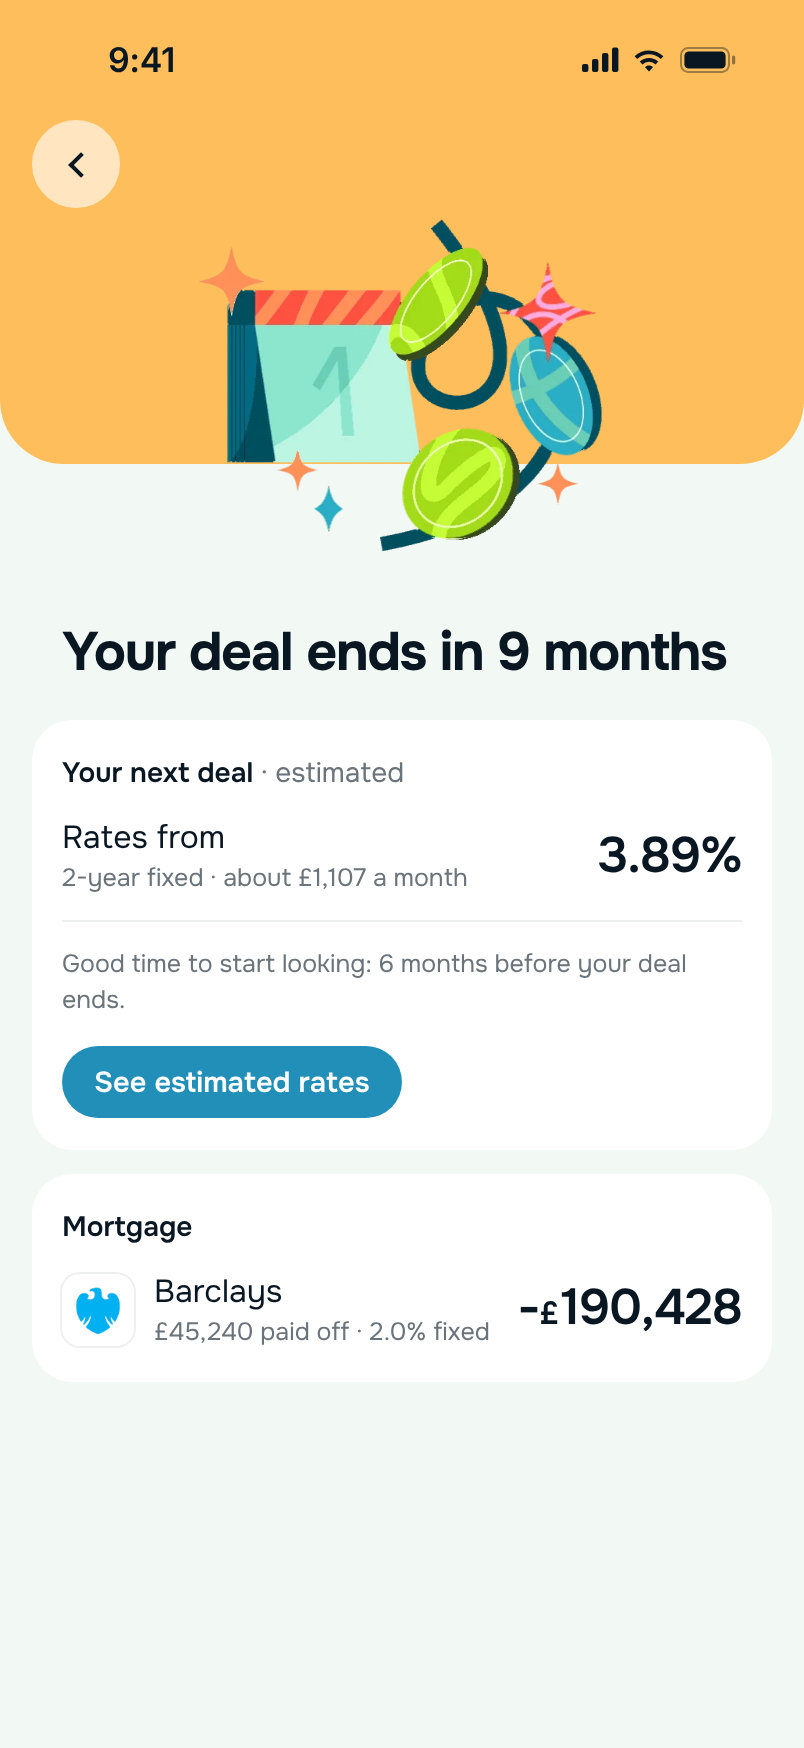 9:41
1
Your deal ends in 9 months
Your next deal · estimated
Rates from
3.89%
2-year fixed · about £1,107 a month
Good time to start looking: 6 months before your deal
ends.
See estimated rates
Mortgage
Barclays
£45,240 paid off · 2.0% fixed
-£190,428